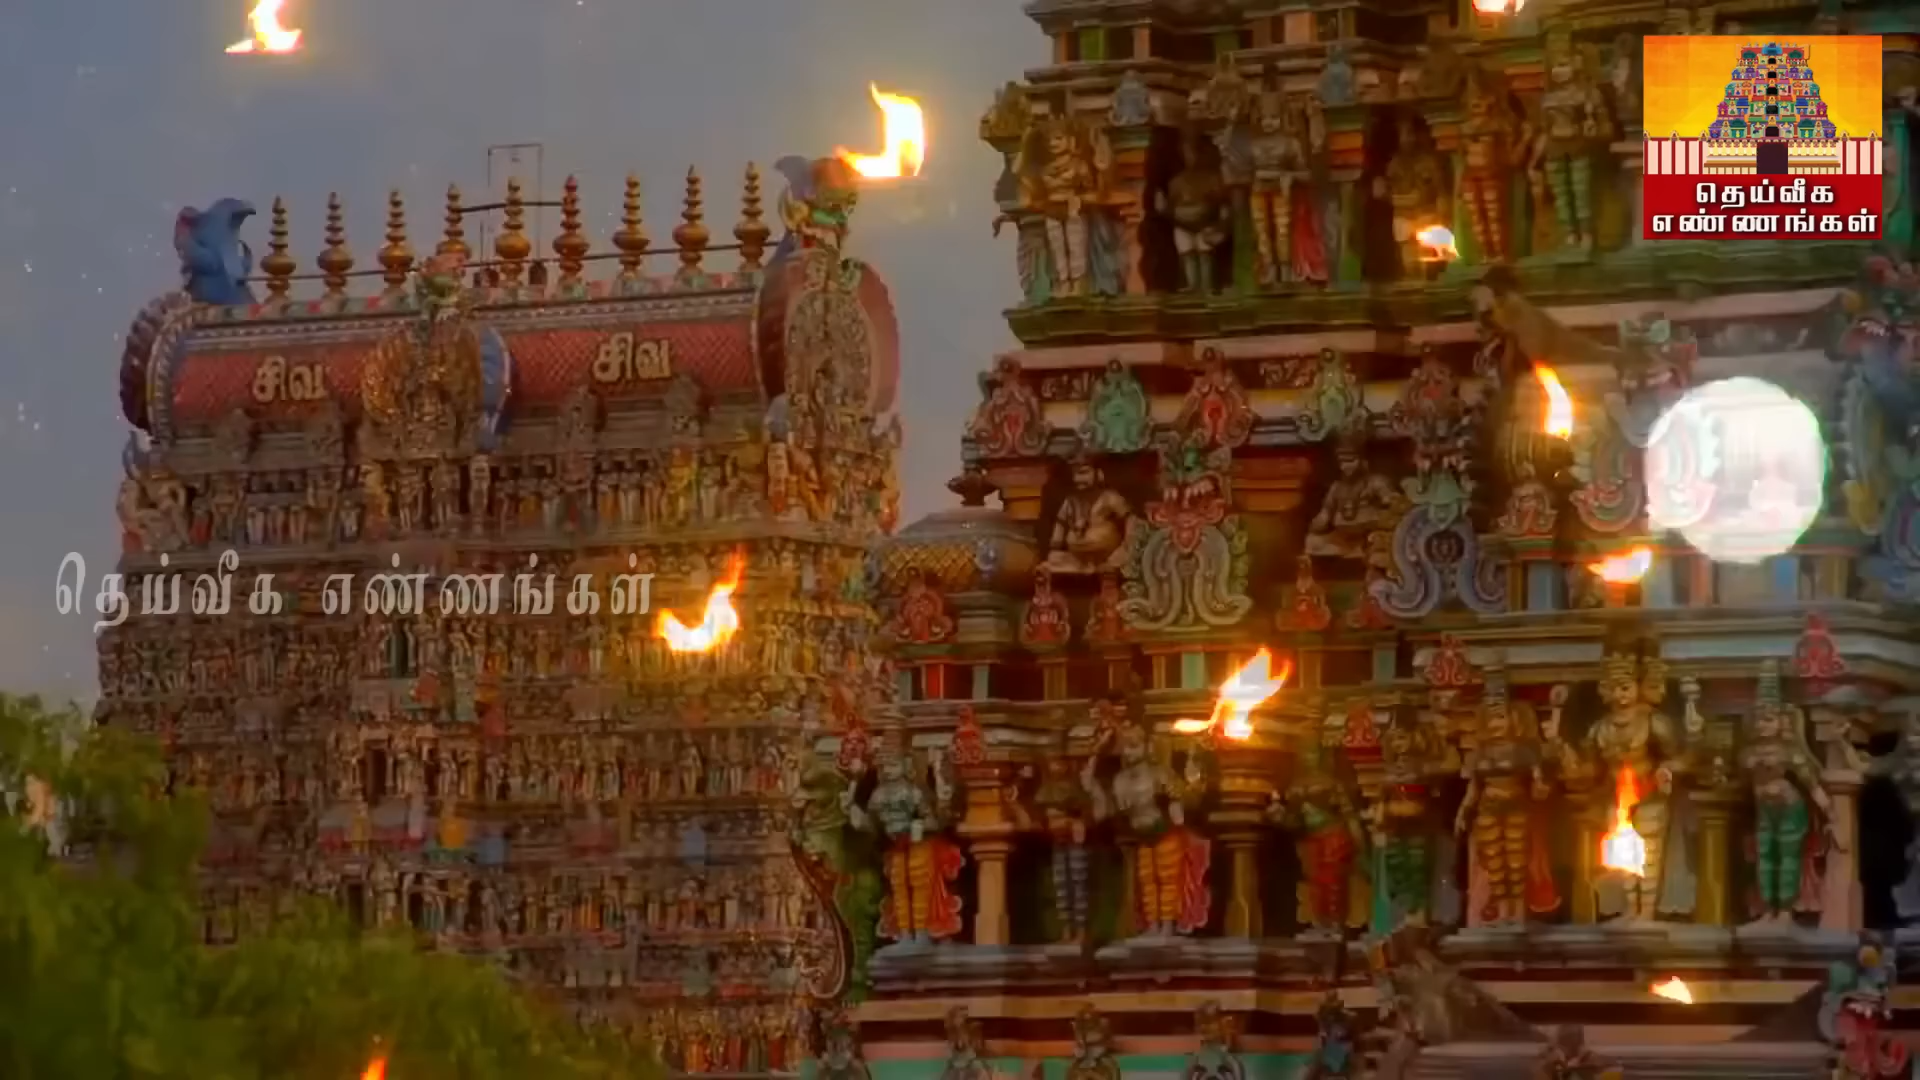 தெய்வீக
எண்ணங்கள்
சிவ
சிவ
தெய்வீக எண்ணங்கள்